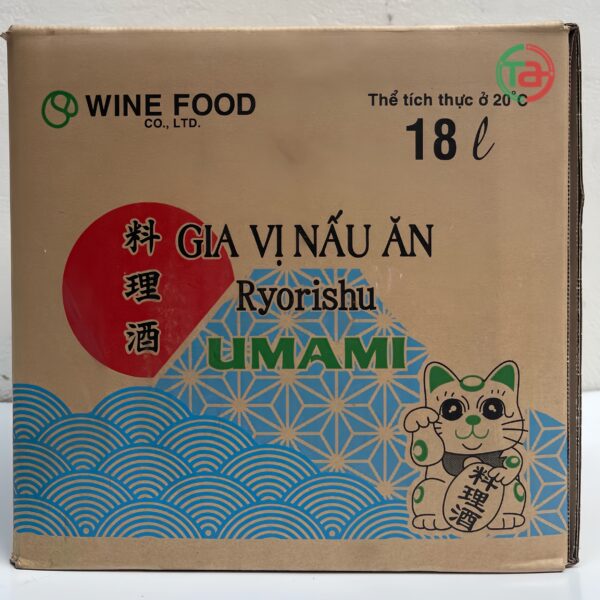 WINE FOOD
CO., LTD.
Thể tích thực ở 20°C
18 ℓ
Ta
料理酒
GIA VỊ NẤU ĂN
Ryorishu
UMAMI
料理酒